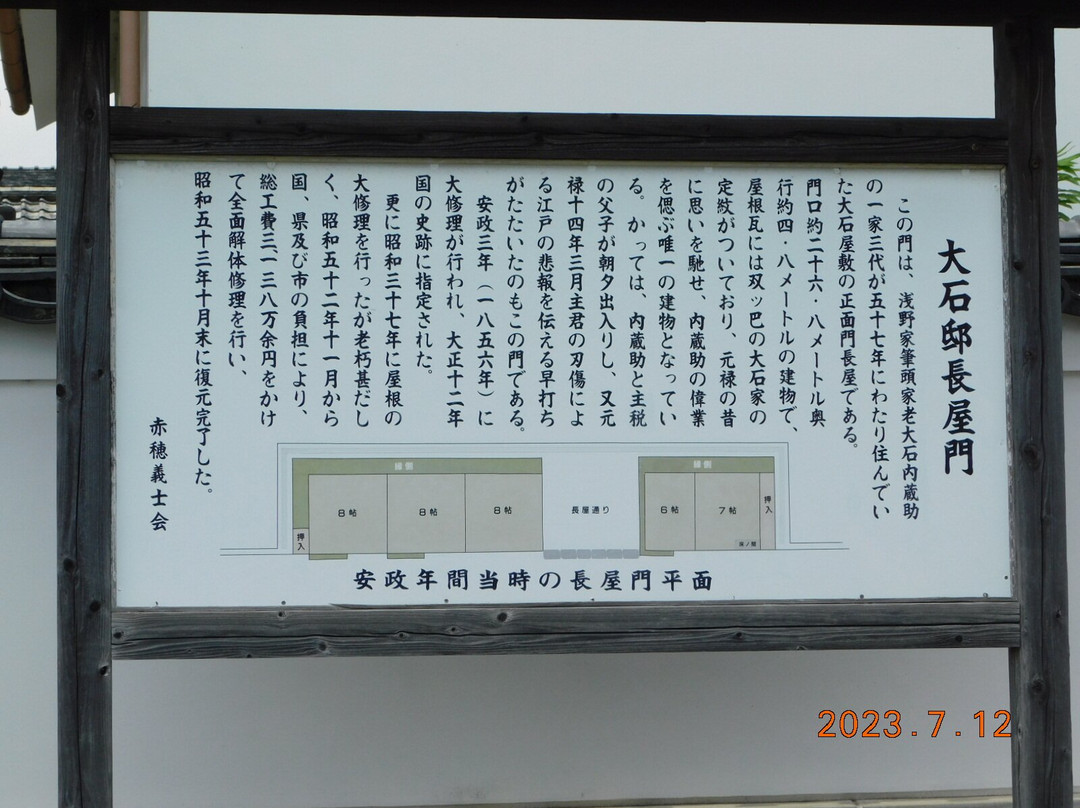 大石邸長屋門
この門は、浅野家筆頭家老大石内蔵助
の一家三代が五十七年にわたり住んでい
た大石屋敷の正面門長屋である。
門口約二十六・八メートル奥
行約四・八メートルの建物で、
屋根瓦には双ッ巴の大石家の
定紋がついており、元禄の昔
に思いを馳せ、内蔵助の偉業
を偲ぶ唯一の建物となってい
る。かっては、内蔵助と主税
の父子が朝夕出入りし、又元
禄十四年三月主君の刃傷によ
る江戸の悲報を伝える早打ち
がたたいたのもこの門である。
安政三年（一八五六年）に
大修理が行われ、大正十二年
国の史跡に指定された。
更に昭和三十七年に屋根の
大修理を行ったが老朽甚だし
く、昭和五十二年十一月から
国、県及び市の負担により、
総工費三、一三八万余円をかけ
て全面解体修理を行い、
昭和五十三年十月末に復元完了した。
赤穂義士会
縁側
縁側
8帖
8帖
8帖
長屋通り
6帖
7帖
押入
押入
安政年間当時の長屋門平面
2023.7.12